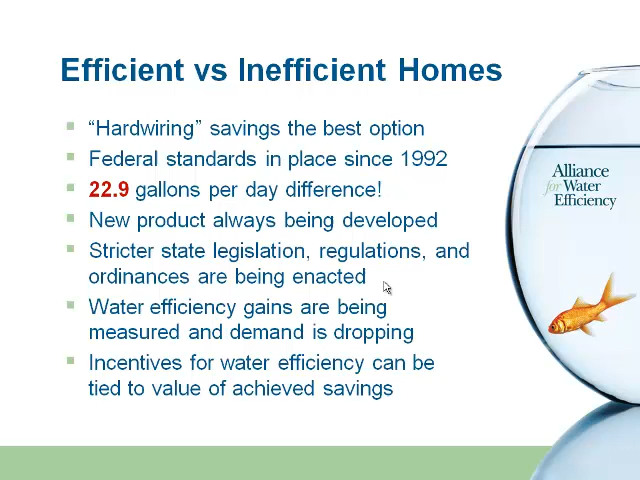 Efficient vs Inefficient Homes
“Hardwiring” savings the best option
Federal standards in place since 1992
22.9 gallons per day difference!
New product always being developed
Stricter state legislation, regulations, and
ordinances are being enacted
Water efficiency gains are being
measured and demand is dropping
Incentives for water efficiency can be
tied to value of achieved savings
Alliance
for Water
Efficiency